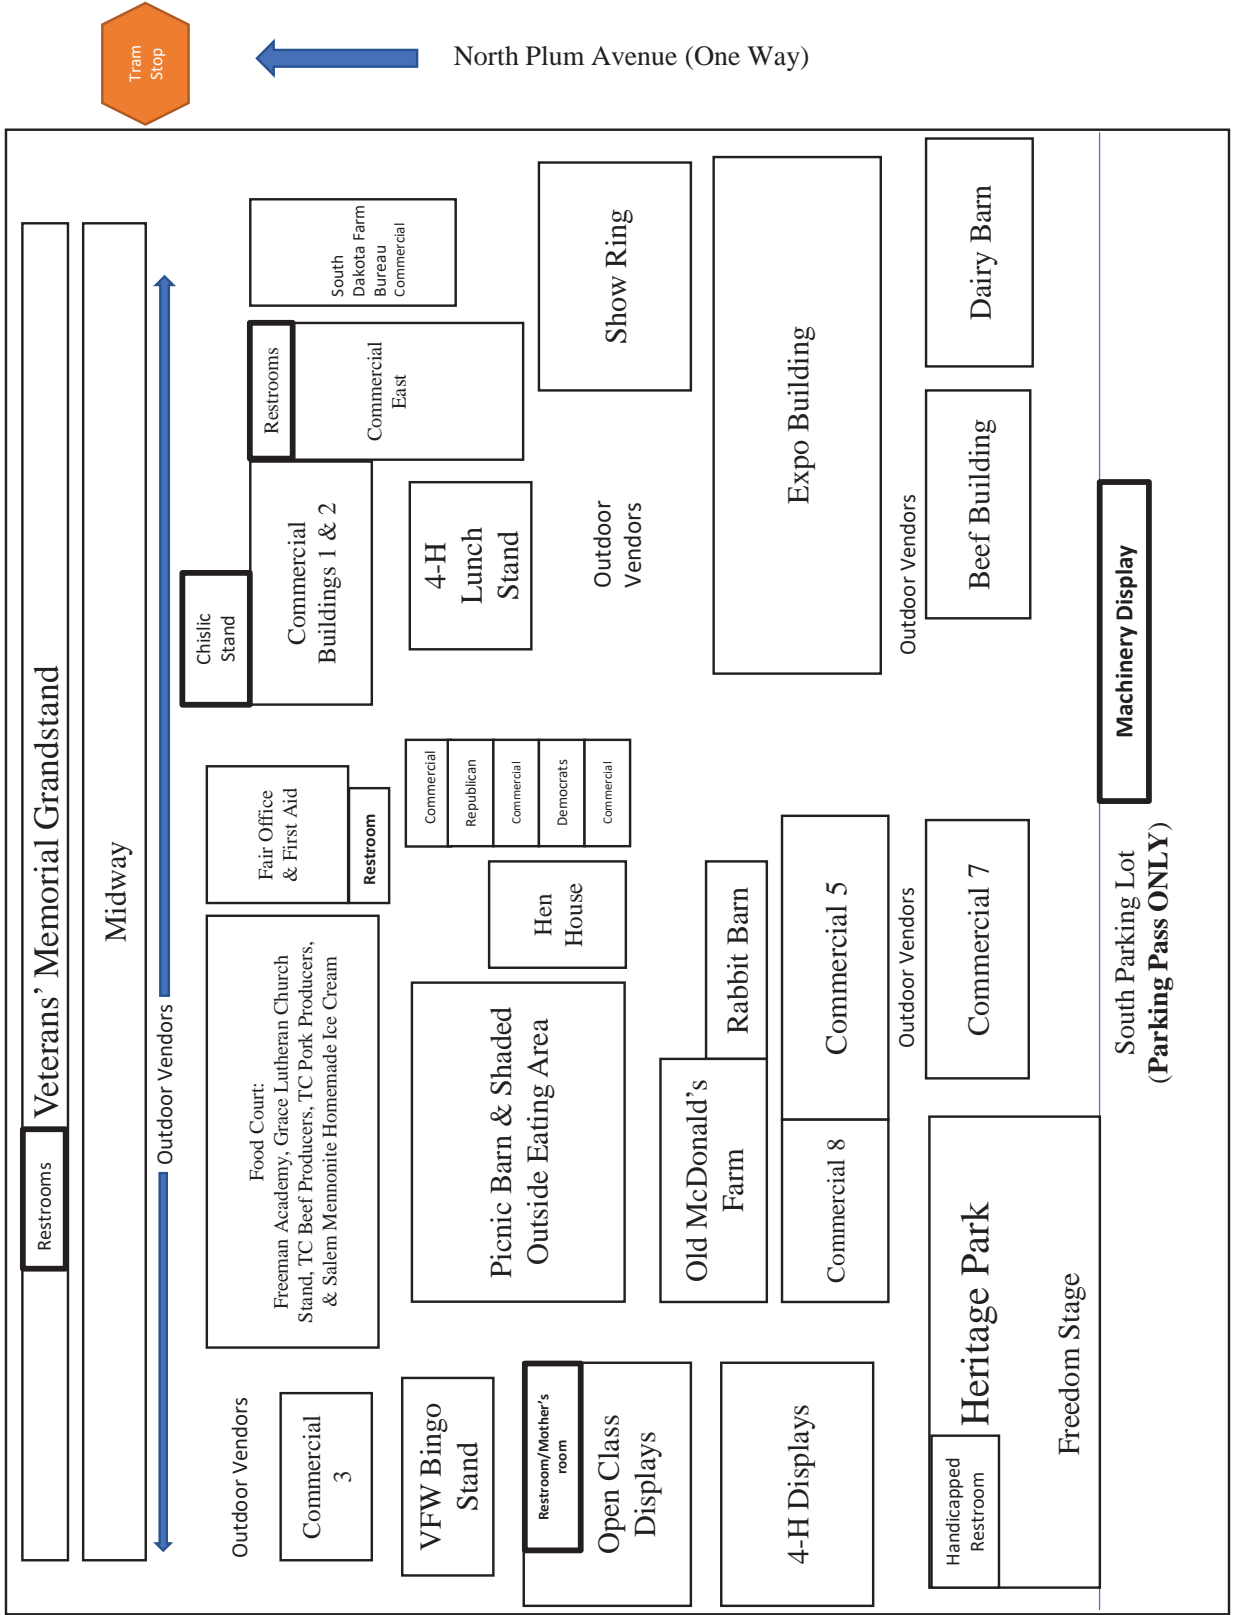 Tram
Stop
North Plum Avenue (One Way)
Restrooms
Veterans’ Memorial Grandstand
Midway
Outdoor Vendors
Chislic
Stand
Commercial
Buildings 1 & 2
Restrooms
Commercial
East
South
Dakota Farm
Bureau
Commercial
Fair Office
& First Aid
Restroom
Food Court:
Freeman Academy, Grace Lutheran Church
Stand, TC Beef Producers, TC Pork Producers,
& Salem Mennonite Homemade Ice Cream
Outdoor Vendors
Commercial
3
VFW Bingo
Stand
Picnic Barn & Shaded
Outside Eating Area
Hen
House
Commercial
Republican
Commercial
Democrats
Commercial
4-H
Lunch
Stand
Outdoor
Vendors
Show Ring
Restroom/Mother’s
room
Open Class
Displays
Old McDonald’s
Farm
Rabbit Barn
4-H Displays
Commercial 8
Commercial 5
Expo Building
Outdoor Vendors
Outdoor Vendors
Handicapped
Restroom
Heritage Park
Freedom Stage
Commercial 7
Beef Building
Dairy Barn
South Parking Lot
(Parking Pass ONLY)
Machinery Display